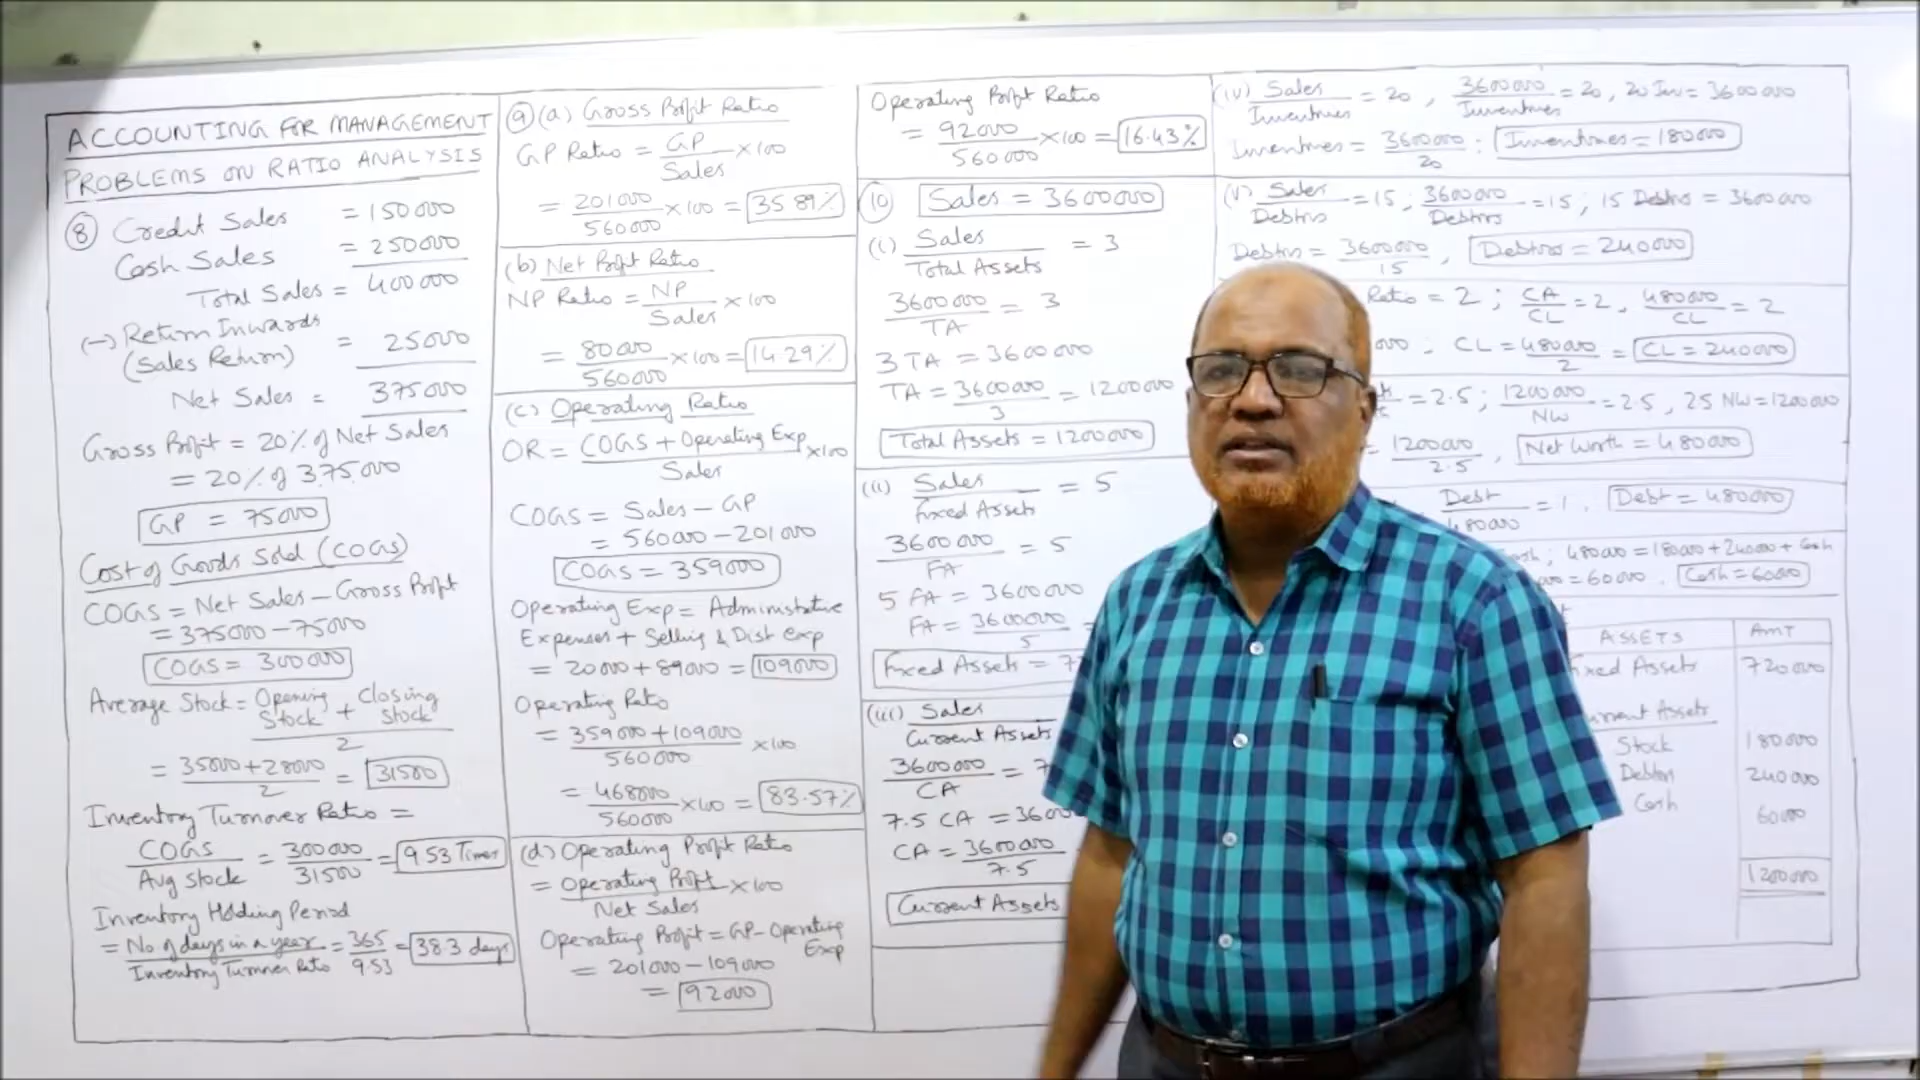 ACCOUNTING FOR MANAGEMENT
PROBLEMS ON RATIO ANALYSIS
(8) Credit Sales = 150000
Cash Sales = 250000
Total Sales = 400000
(-) Return Inwards
(Sales Return) = 25000
Net Sales = 375000
Gross Profit = 20% of Net Sales
= 20% of 375000
GP = 75000
Cost of Goods Sold (COGS)
COGS = Net Sales - Gross Profit
= 375000 - 75000
COGS = 300000
Average Stock = Opening Stock + Closing Stock
2
= 35000 + 28000 / 2 = 31500
Inventory Turnover Ratio =
COGS / Avg Stock = 300000 / 31500 = 9.53 Times
Inventory Holding Period
= No of days in a year / Inventory Turnover Ratio = 365 / 9.53 = 38.3 days
(9) (a) Gross Profit Ratio
GP Ratio = GP / Sales × 100
= 201000 / 560000 × 100 = 35.89%
(b) Net Profit Ratio
NP Ratio = NP / Sales × 100
= 80000 / 560000 × 100 = 14.29%
(c) Operating Ratio
OR = COGS + Operating Exp / Sales × 100
COGS = Sales - GP
= 560000 - 201000
COGS = 359000
Operating Exp = Administrative
Expenses + Selling & Dist exp
= 20000 + 89000 = 109000
Operating Ratio
= 359000 + 109000 / 560000 × 100
= 468000 / 560000 × 100 = 83.57%
(d) Operating Profit Ratio
= Operating Profit / Net Sales × 100
Operating Profit = GP - Operating Exp
= 201000 - 109000
= 92000
Operating Profit Ratio
= 92000 / 560000 × 100 = 16.43%
(10) Sales = 3600000
(i) Sales / Total Assets = 3
3600000 / TA = 3
3 TA = 3600000
TA = 3600000 / 3 = 1200000
Total Assets = 1200000
(ii) Sales / Fixed Assets = 5
3600000 / FA = 5
5 FA = 3600000
FA = 3600000 / 5 =
Fixed Assets = 7
(iii) Sales / Current Assets
3600000 / CA = 7
7.5 CA = 3600
CA = 3600000 / 7.5
Current Assets
(iv) Sales / Inventories = 20, 3600000 / Inventories = 20, 20 Inv = 3600000
Inventories = 3600000 / 20 : Inventories = 180000
(v) Sales / Debtors = 15; 3600000 / Debtors = 15; 15 Debtors = 3600000
Debtors = 3600000 / 15, Debtors = 240000
Ratio = 2; CA / CL = 2, 480000 / CL = 2
CL = 480000 / 2 = CL = 240000
= 2.5; 1200000 / NW = 2.5, 2.5 NW = 1200000
= 1200000 / 2.5, Net Worth = 480000
Debt / 480000 = 1. Debt = 480000
; 480000 = 180000 + 240000 + Cash
= 60000. Cash = 60000
ASSETS AMT
Fixed Assets 720000
Current Assets
Stock 180000
Debtors 240000
Cash 60000
1200000